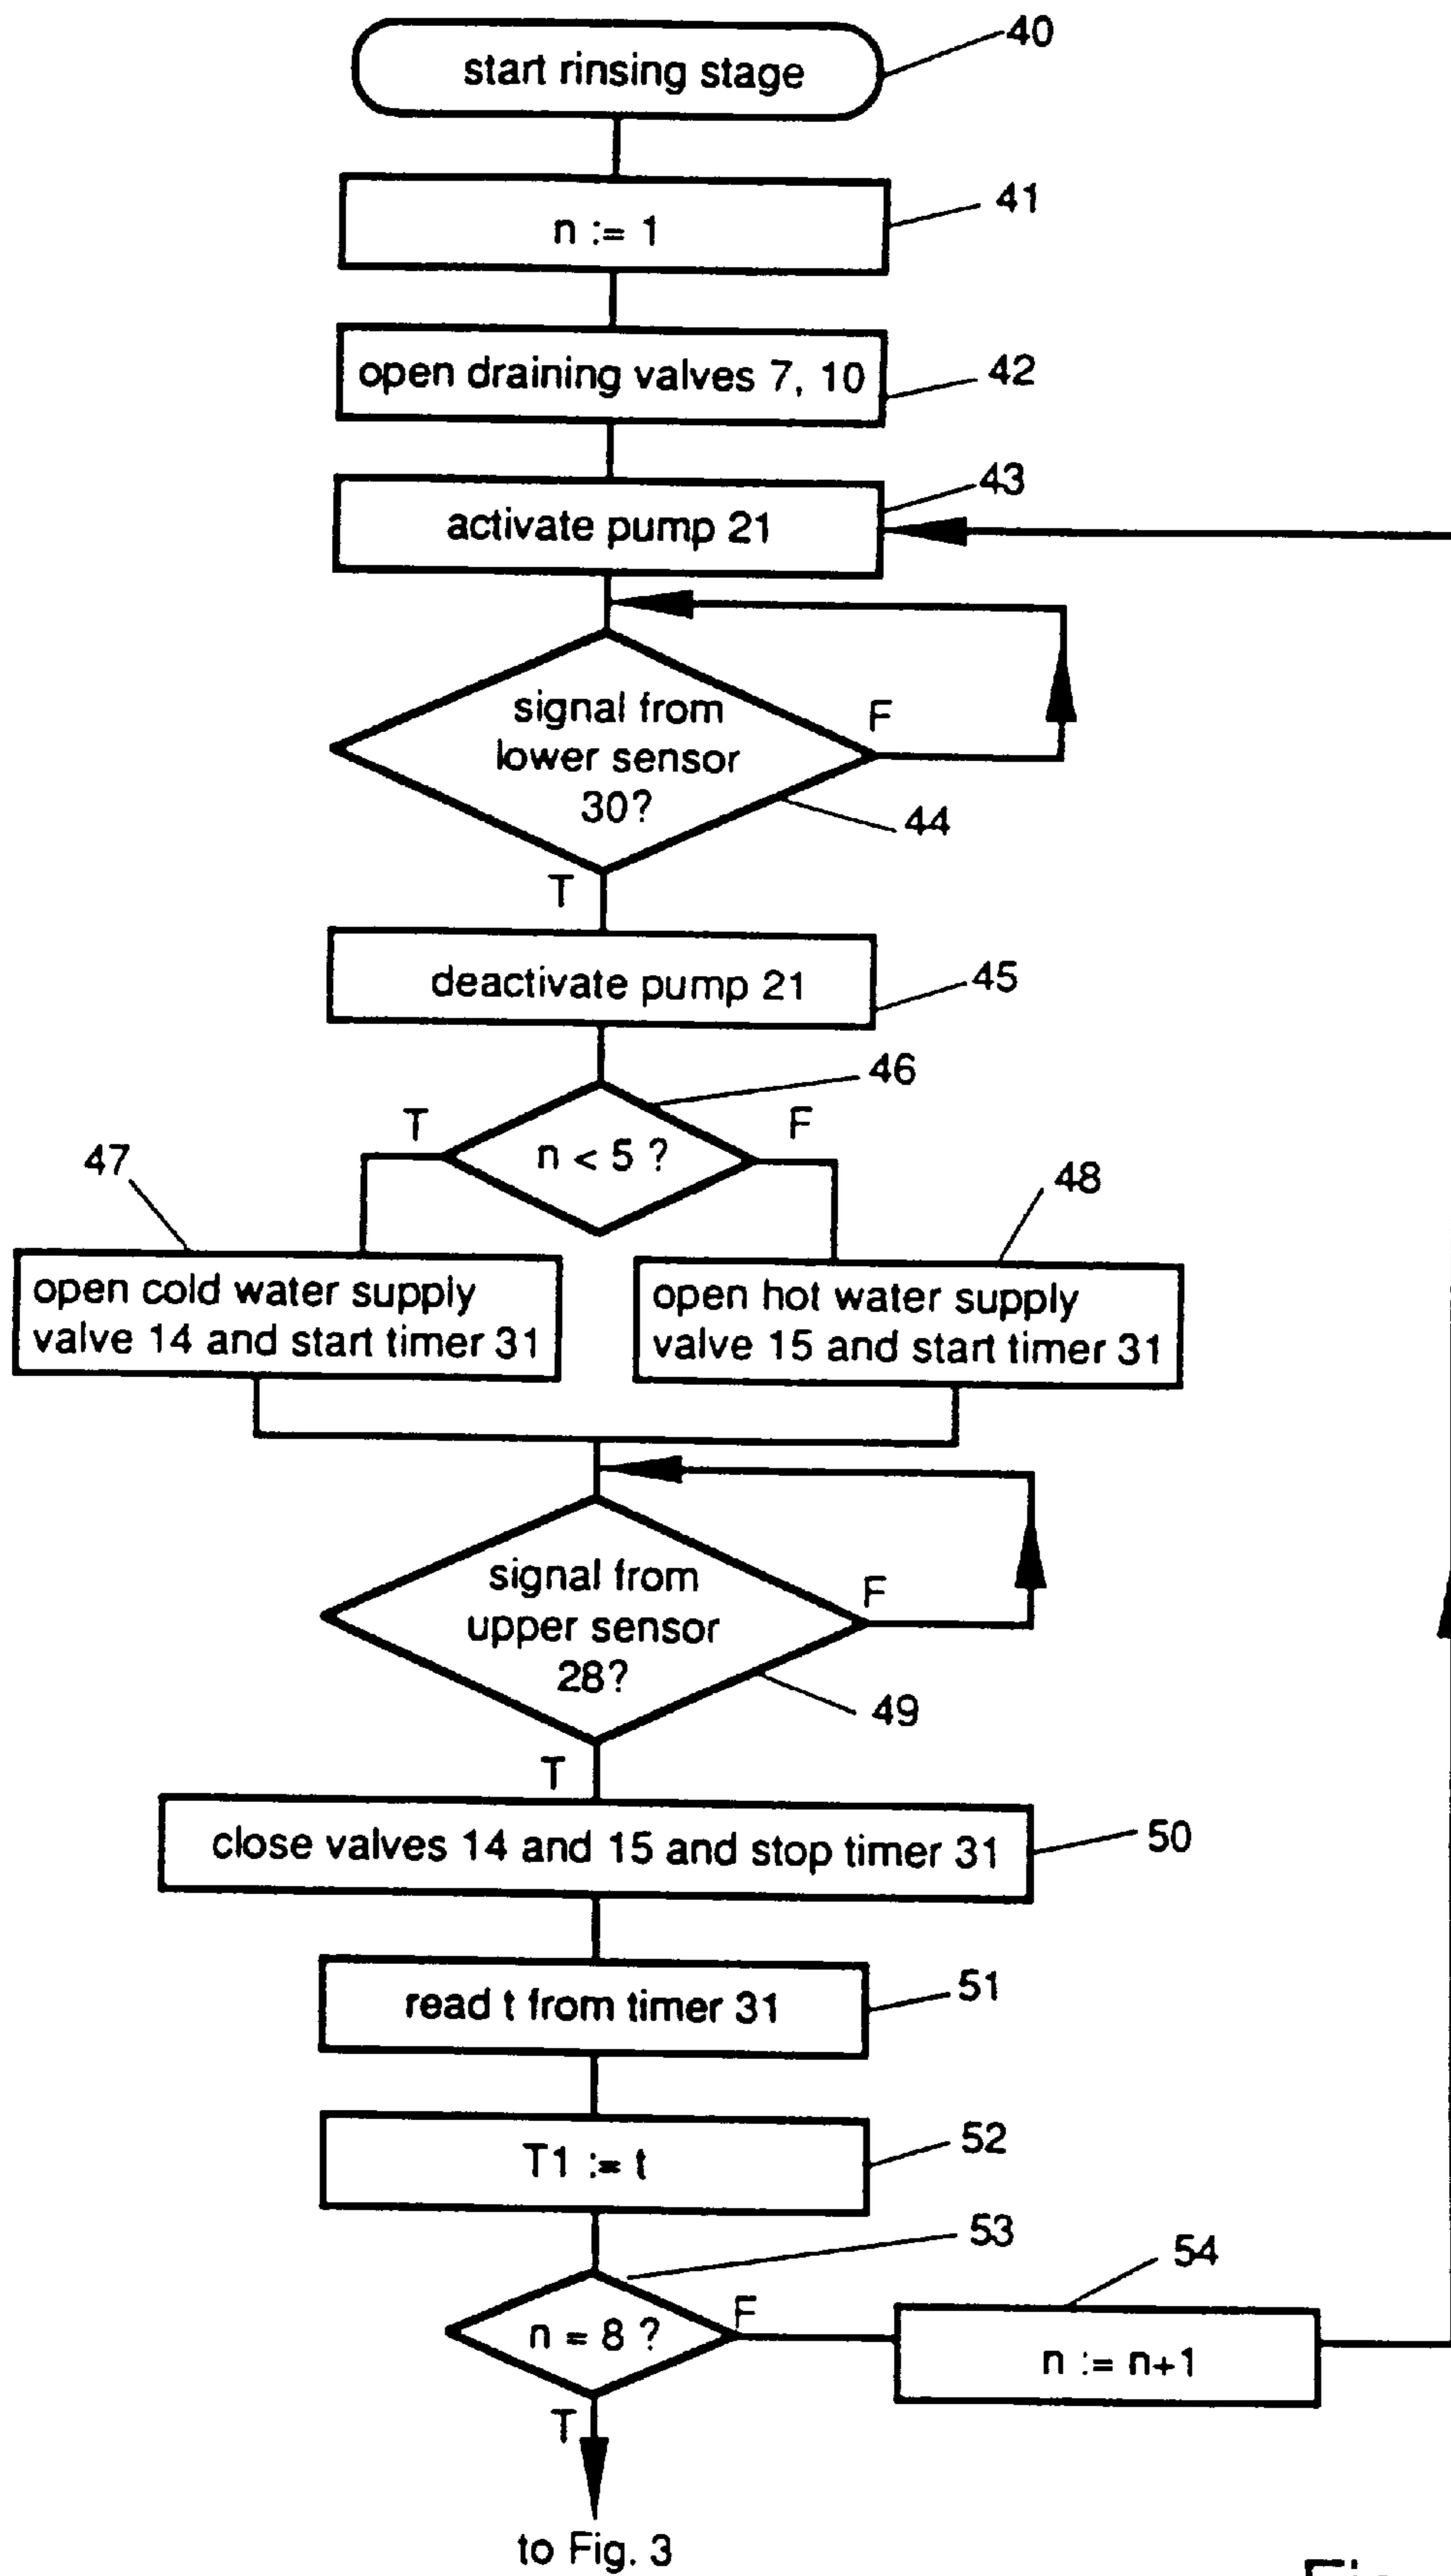 start rinsing stage
40
n := 1
41
open draining valves 7, 10
42
activate pump 21
43
signal from
lower sensor
30?
F
44
T
deactivate pump 21
45
46
T
n < 5 ?
F
47
48
open cold water supply
valve 14 and start timer 31
open hot water supply
valve 15 and start timer 31
signal from
upper sensor
28?
F
49
T
close valves 14 and 15 and stop timer 31
50
read t from timer 31
51
T1 := t
52
53
n = 8 ?
F
54
n := n+1
T
to Fig. 3